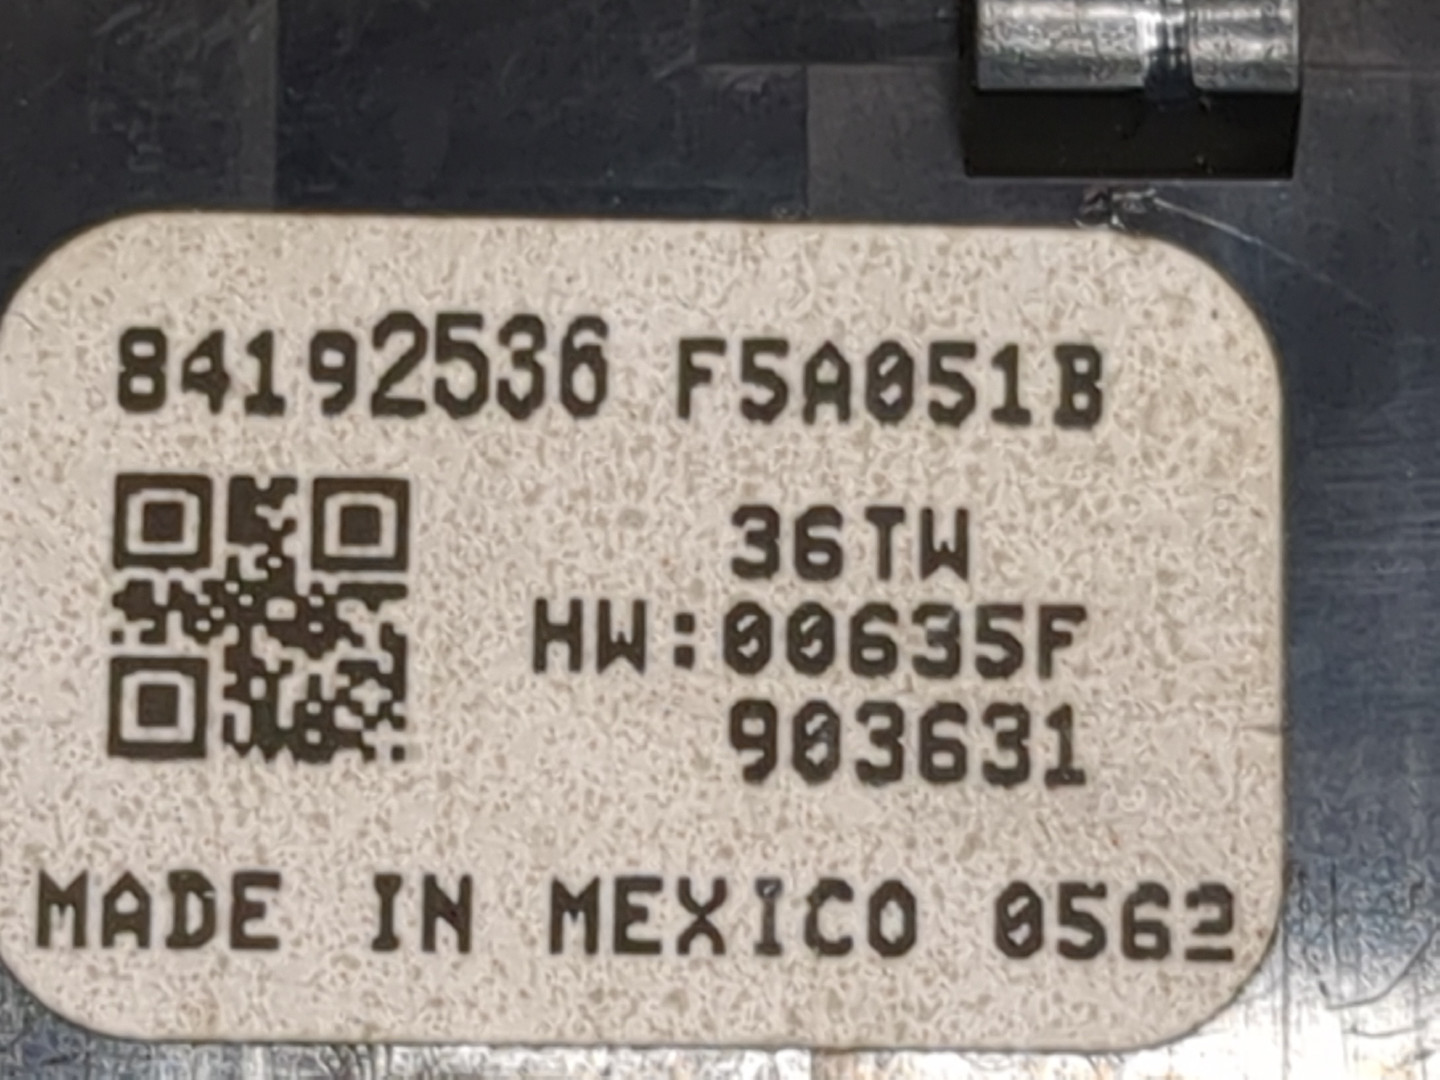 84192536 F5A051B
36TW
HW:00635F
903631
MADE IN MEXICO 0562